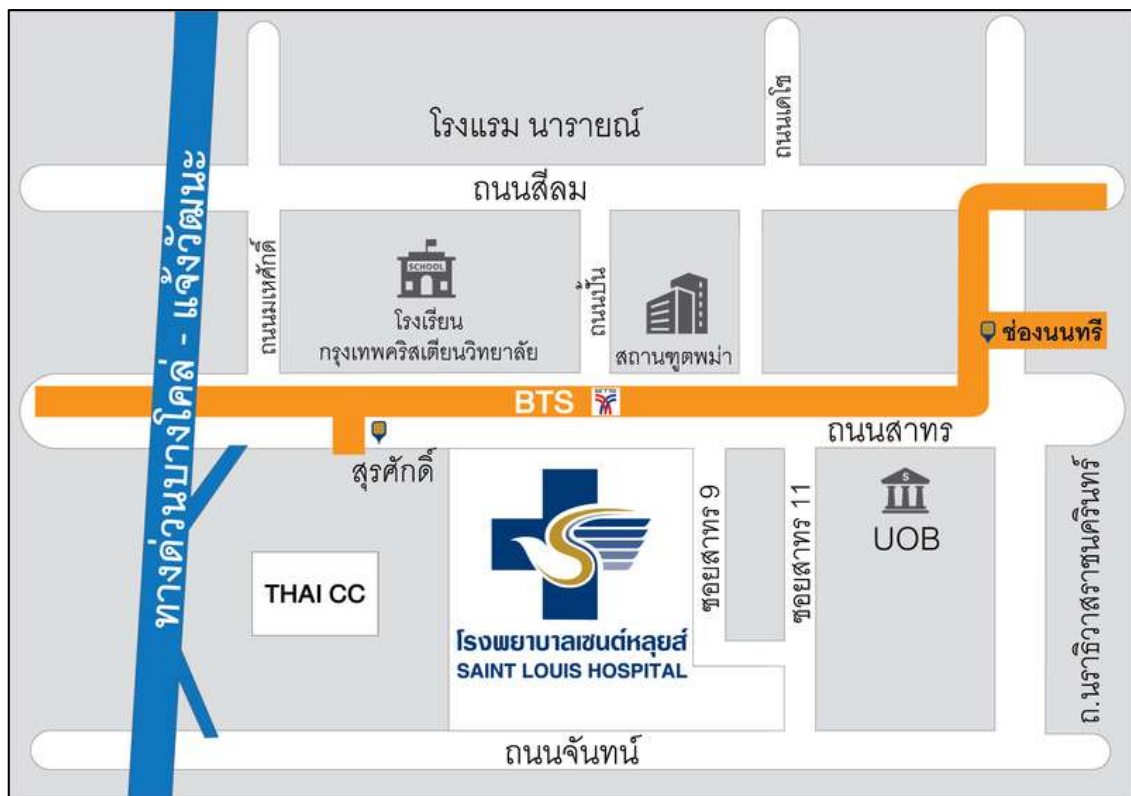 โรงแรม นารายณ์
ถนนเดโช
ถนนสีลม
ทางด่วนบางโคล่ - แจ้งวัฒนะ
ถนนมเหศักดิ์
SCHOOL
โรงเรียน
กรุงเทพคริสเตียนวิทยาลัย
ถนนปั้น
สถานฑูตพม่า
ช่องนนทรี
BTS
ถนนสาทร
สุรศักดิ์
THAI CC
โรงพยาบาลเซนต์หลุยส์
SAINT LOUIS HOSPITAL
ซอยสาทร 9
ซอยสาทร 11
S
UOB
ถ.นราธิวาสราชนครินทร์
ถนนจันทน์